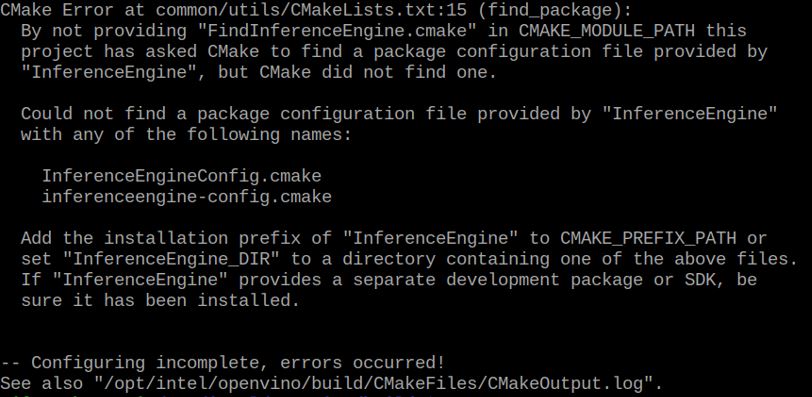 CMake Error at common/utils/CMakeLists.txt:15 (find_package):
By not providing "FindInferenceEngine.cmake" in CMAKE_MODULE_PATH this
project has asked CMake to find a package configuration file provided by
"InferenceEngine", but CMake did not find one.
Could not find a package configuration file provided by "InferenceEngine"
with any of the following names:
InferenceEngineConfig.cmake
inferenceengine-config.cmake
Add the installation prefix of "InferenceEngine" to CMAKE_PREFIX_PATH or
set "InferenceEngine_DIR" to a directory containing one of the above files.
If "InferenceEngine" provides a separate development package or SDK, be
sure it has been installed.
-- Configuring incomplete, errors occurred!
See also "/opt/intel/openvino/build/CMakeFiles/CMakeOutput.log".